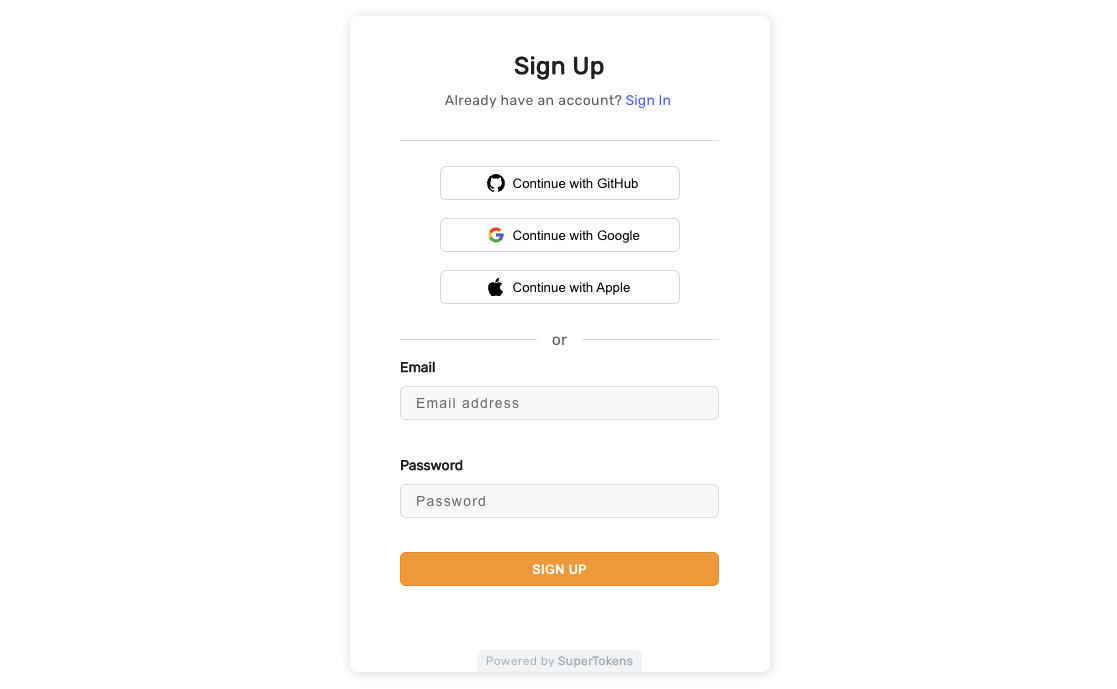 Sign Up
Already have an account? Sign In
Continue with GitHub
Continue with Google
Continue with Apple
or
Email
Email address
Password
Password
SIGN UP
Powered by SuperTokens